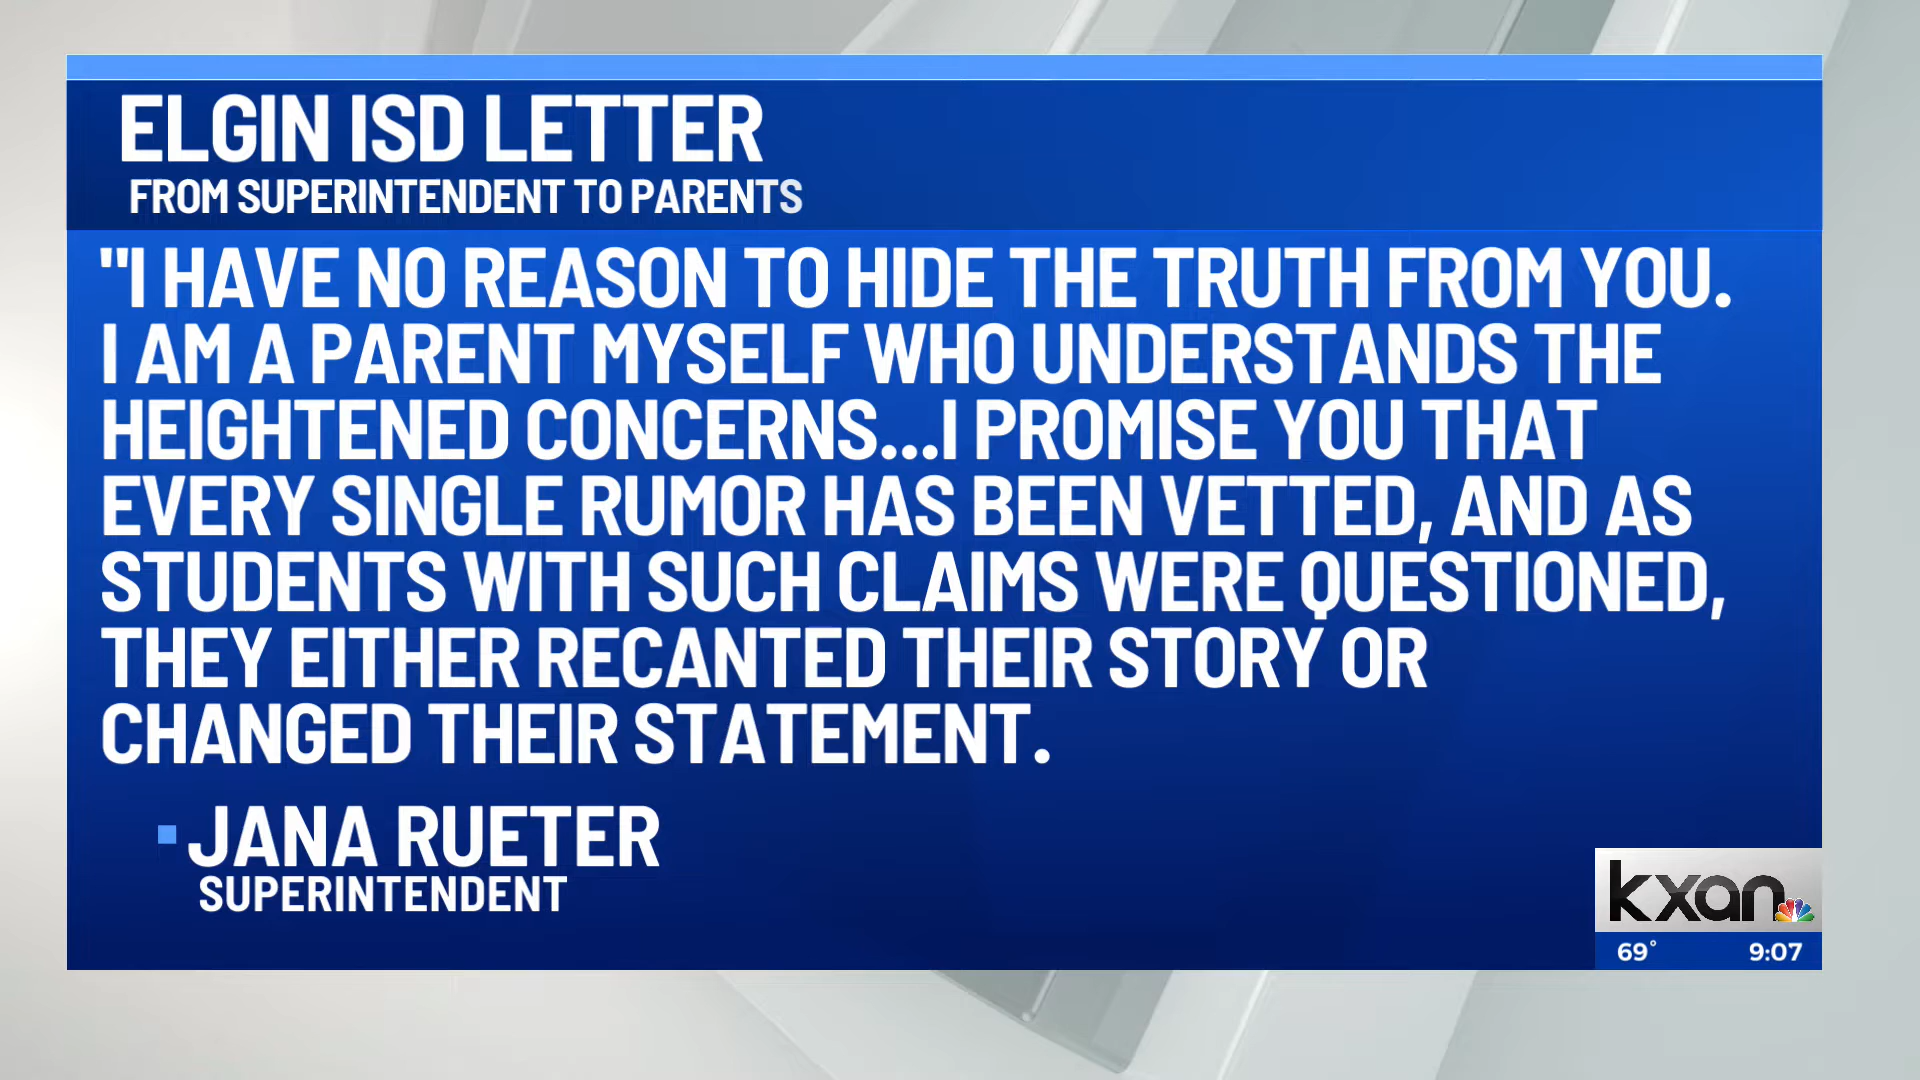 ELGIN ISD LETTER
FROM SUPERINTENDENT TO PARENTS
"I HAVE NO REASON TO HIDE THE TRUTH FROM YOU.
I AM A PARENT MYSELF WHO UNDERSTANDS THE
HEIGHTENED CONCERNS...I PROMISE YOU THAT
EVERY SINGLE RUMOR HAS BEEN VETTED, AND AS
STUDENTS WITH SUCH CLAIMS WERE QUESTIONED,
THEY EITHER RECANTED THEIR STORY OR
CHANGED THEIR STATEMENT.
JANA RUETER
SUPERINTENDENT
kxan
69° 9:07